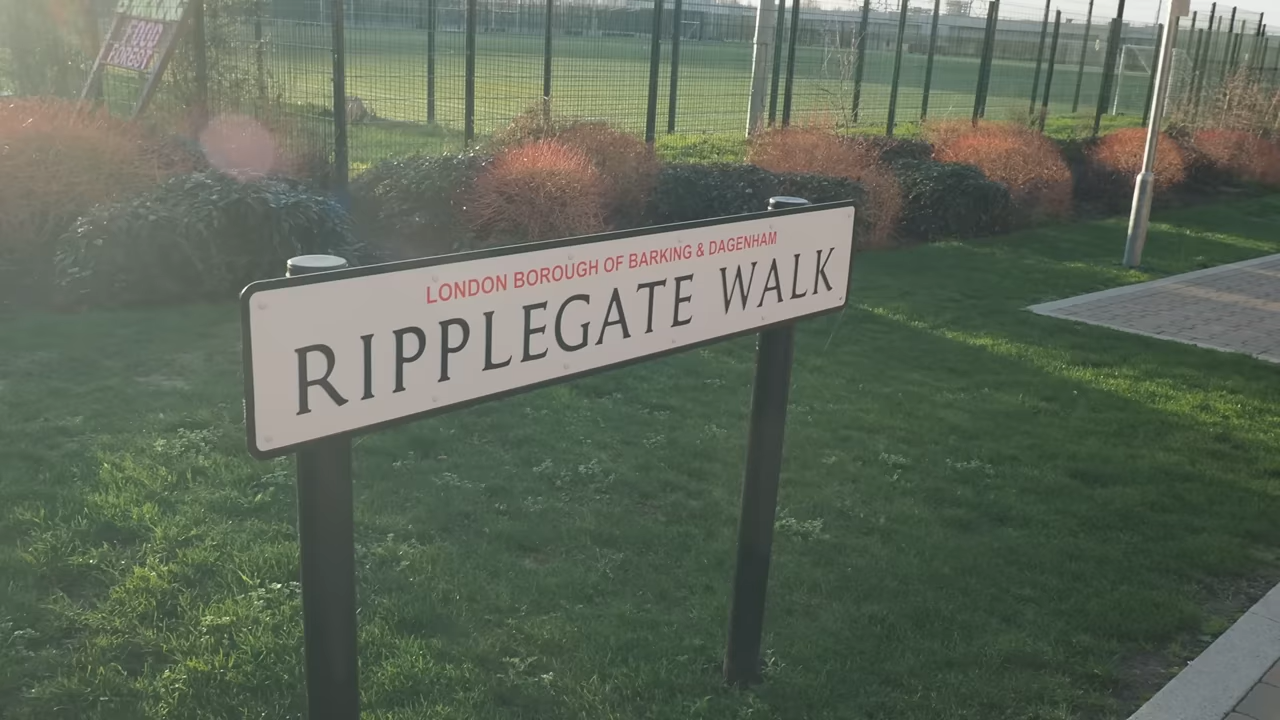 FOOD
FOREST
LONDON BOROUGH OF BARKING & DAGENHAM
RIPPLEGATE WALK